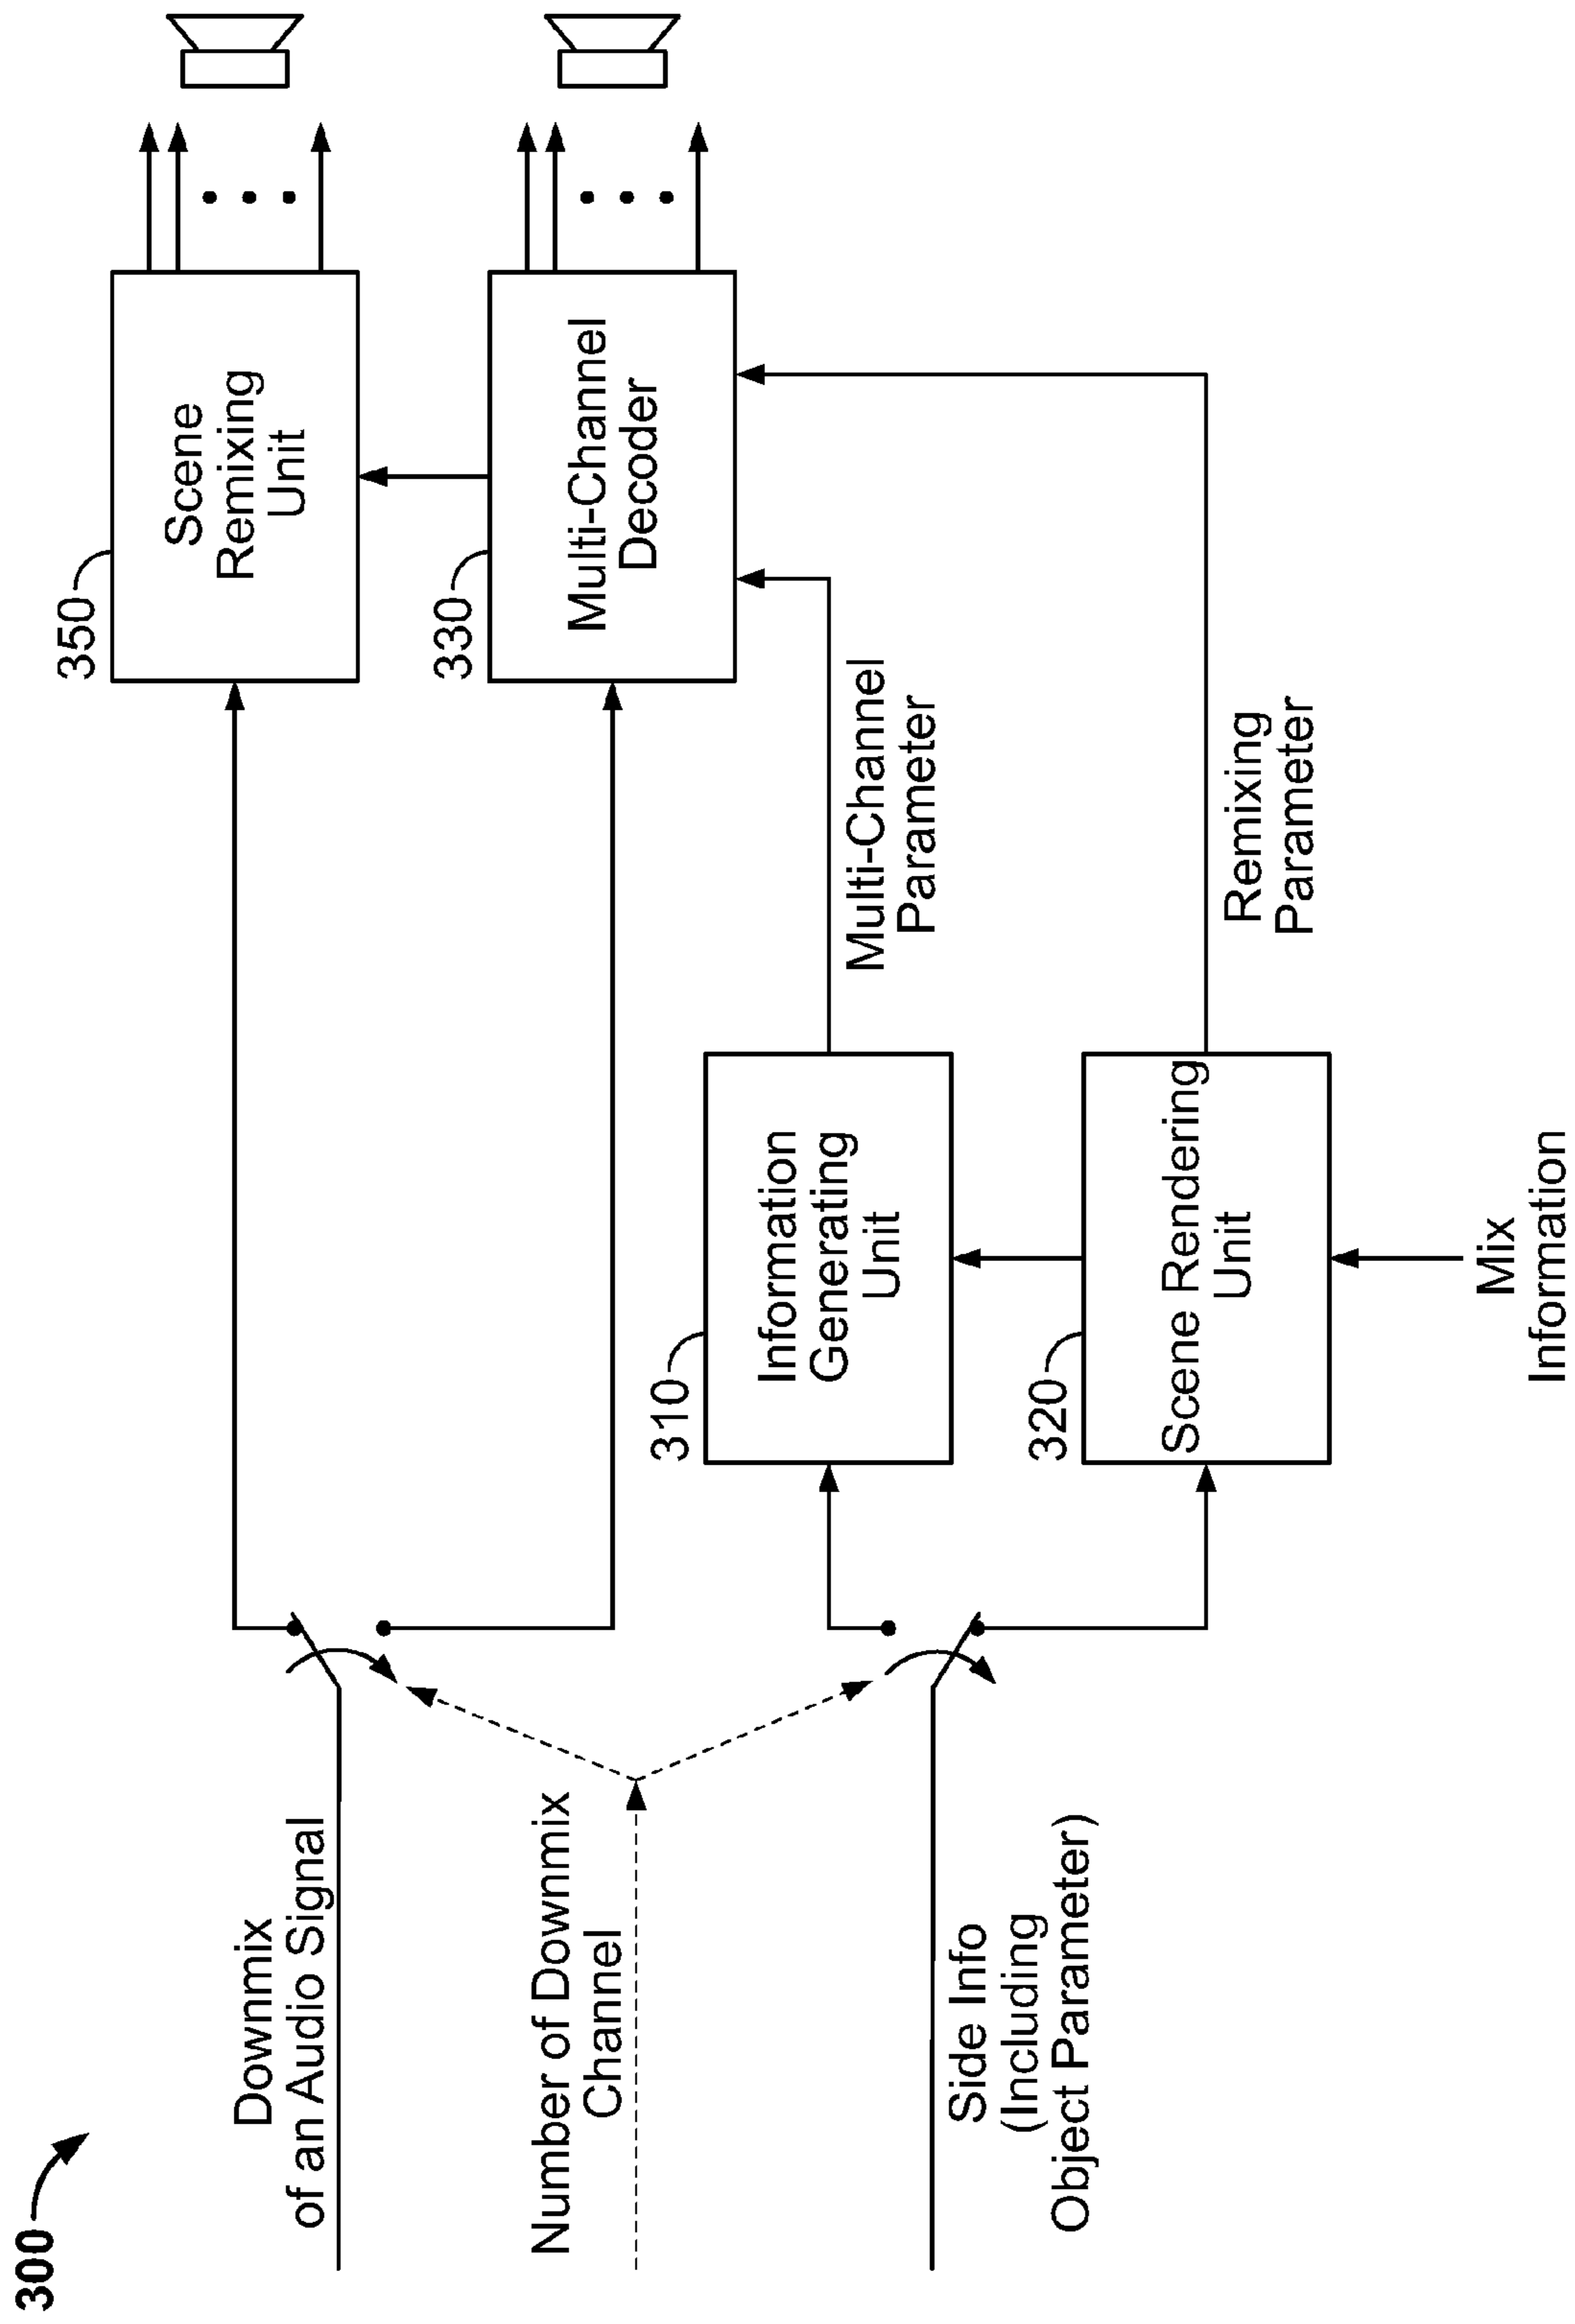 300
Downmix
of an Audio Signal
Number of Downmix
Channel
Side Info
(Including
Object Parameter)
350
Scene
Remixing
Unit
330
Multi-Channel
Decoder
310
Information
Generating
Unit
Multi-Channel
Parameter
320
Scene Rendering
Unit
Remixing
Parameter
Mix
Information